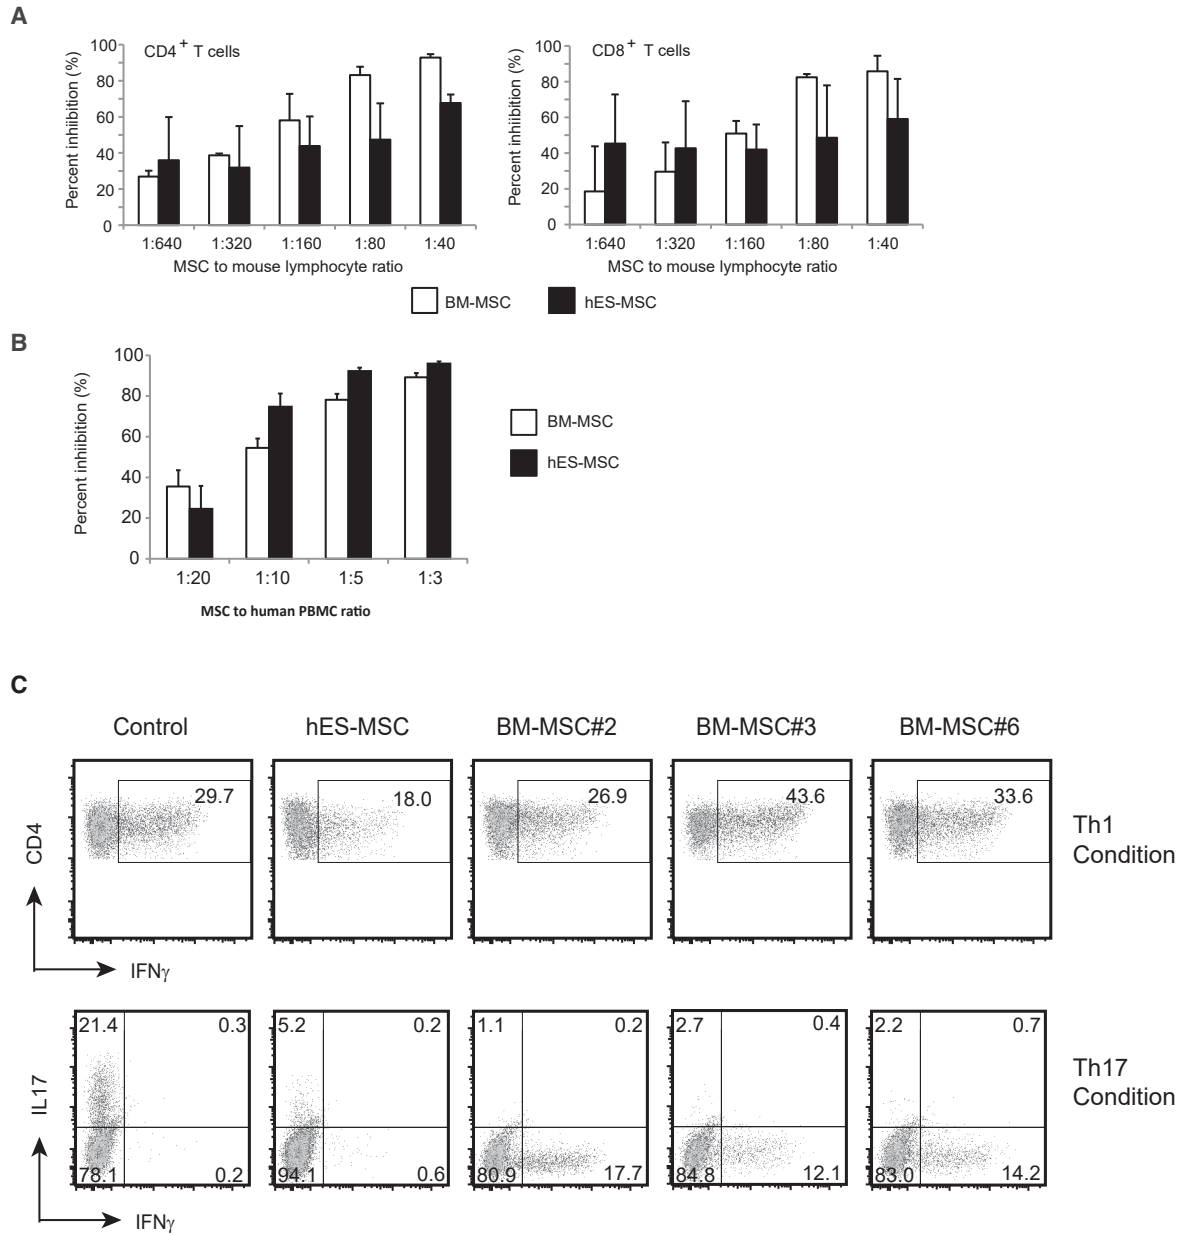 A
CD4+ T cells
Percent inhiibition (%)
100
80
60
40
20
0
1:640 1:320 1:160 1:80 1:40
MSC to mouse lymphocyte ratio
CD8+ T cells
Percent inhiibition (%)
100
80
60
40
20
0
1:640 1:320 1:160 1:80 1:40
MSC to mouse lymphocyte ratio
BM-MSC hES-MSC
B
Percent inhiibition (%)
100
80
60
40
20
0
1:20 1:10 1:5 1:3
MSC to human PBMC ratio
BM-MSC
hES-MSC
C
Control hES-MSC BM-MSC#2 BM-MSC#3 BM-MSC#6
29.7 18.0 26.9 43.6 33.6
CD4
IFNγ
Th1
Condition
21.4 0.3 5.2 0.2 1.1 0.2 2.7 0.4 2.2 0.7
78.1 0.2 94.1 0.6 80.9 17.7 84.8 12.1 83.0 14.2
IL17
IFNγ
Th17
Condition